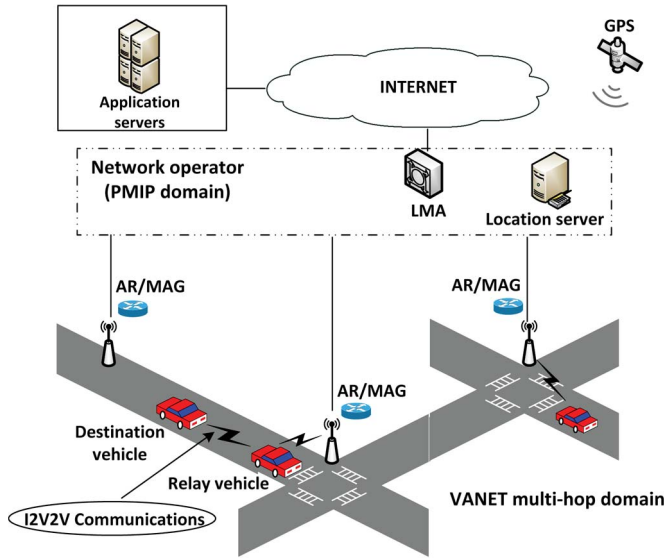 GPS
Application
servers
INTERNET
Network operator
(PMIP domain)
LMA
Location server
AR/MAG
AR/MAG
AR/MAG
Destination
vehicle
Relay vehicle
I2V2V Communications
VANET multi-hop domain